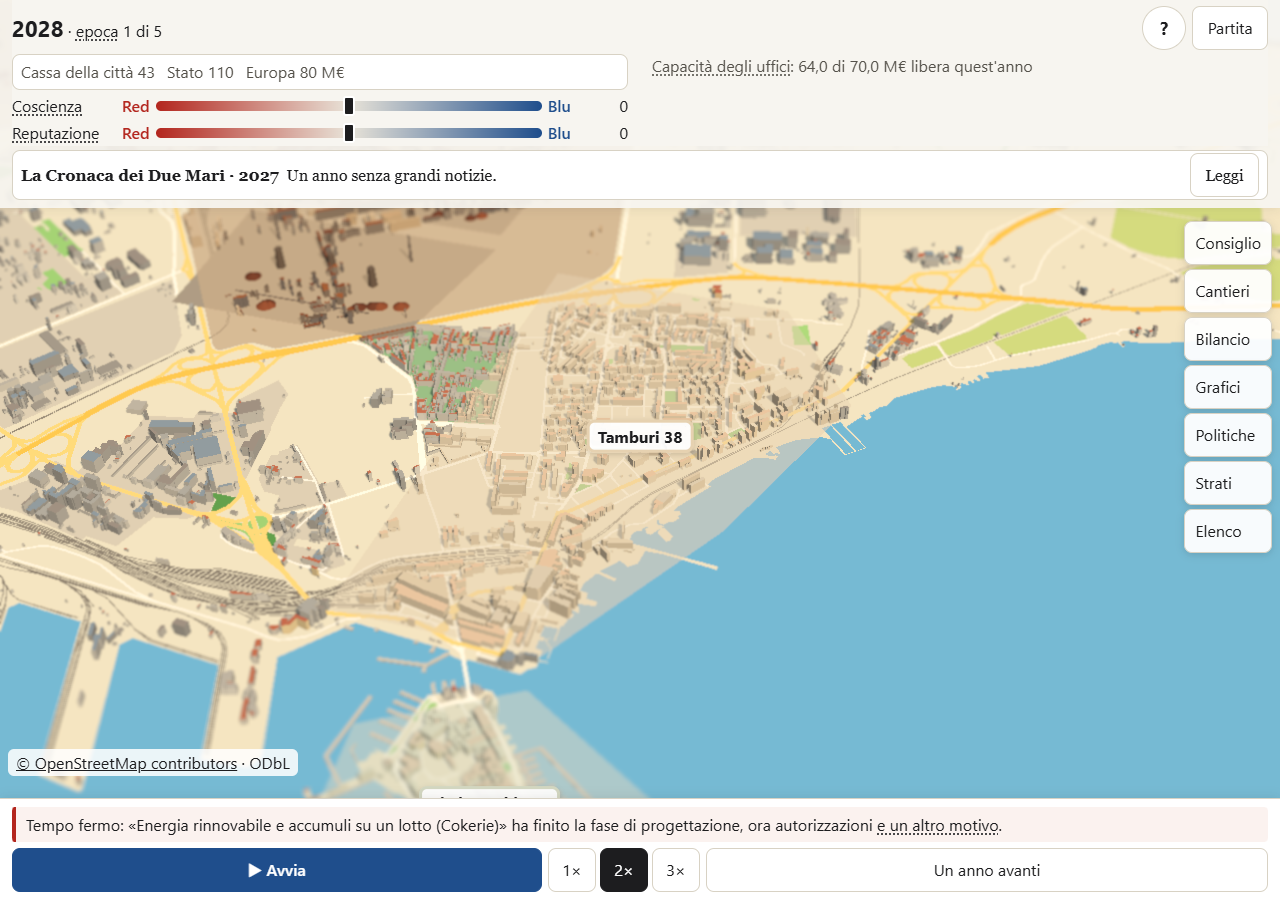 2028 · epoca 1 di 5
? Partita
Cassa della città 43 Stato 110 Europa 80 M€
Capacità degli uffici: 64,0 di 70,0 M€ libera quest'anno
Coscienza Red Blu 0
Reputazione Red Blu 0
La Cronaca dei Due Mari · 2027 Un anno senza grandi notizie. Leggi
Consiglio
Cantieri
Bilancio
Grafici
Politiche
Strati
Elenco
Tamburi 38
© OpenStreetMap contributors · ODbL
Tempo fermo: «Energia rinnovabile e accumuli su un lotto (Cokerie)» ha finito la fase di progettazione, ora autorizzazioni e un altro motivo.
▶ Avvia 1× 2× 3× Un anno avanti